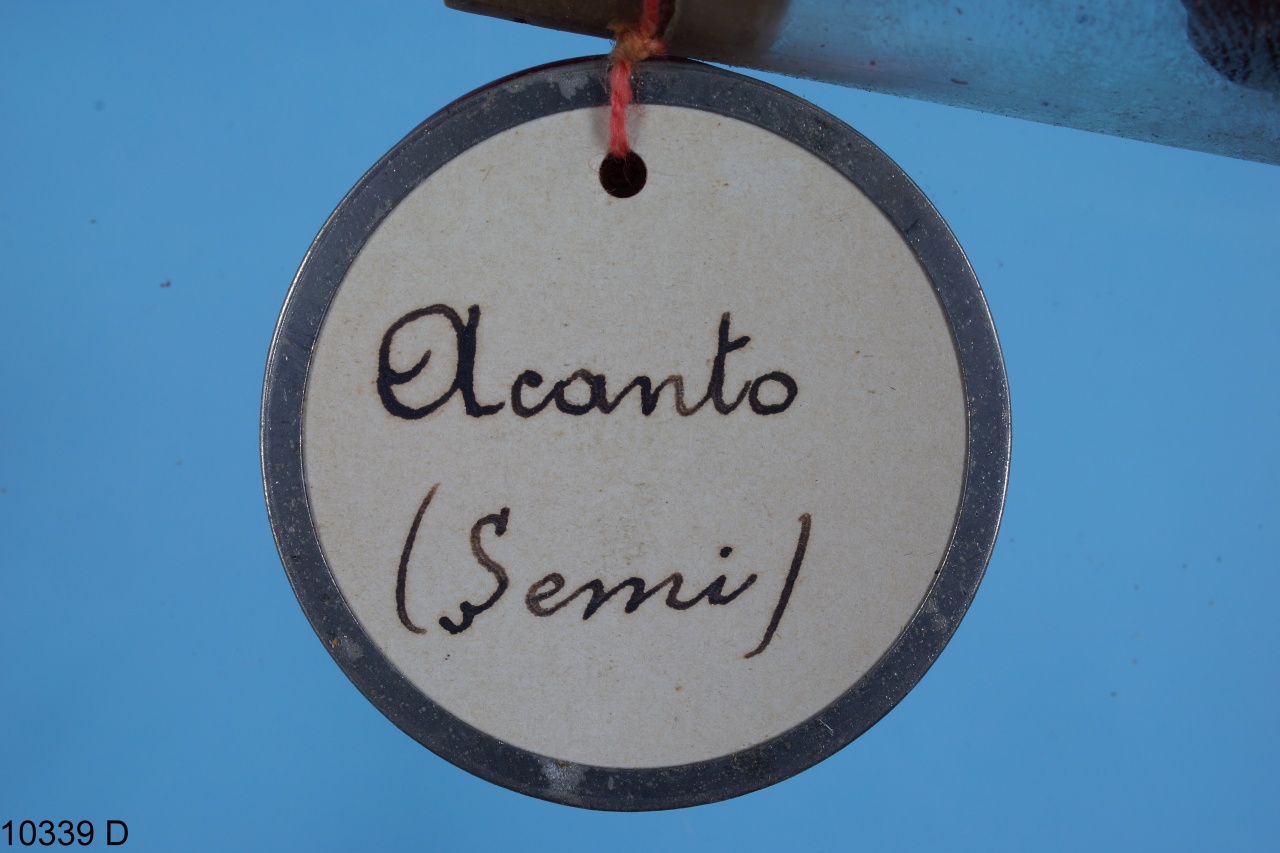 Acanto
(Semi)
10339 D